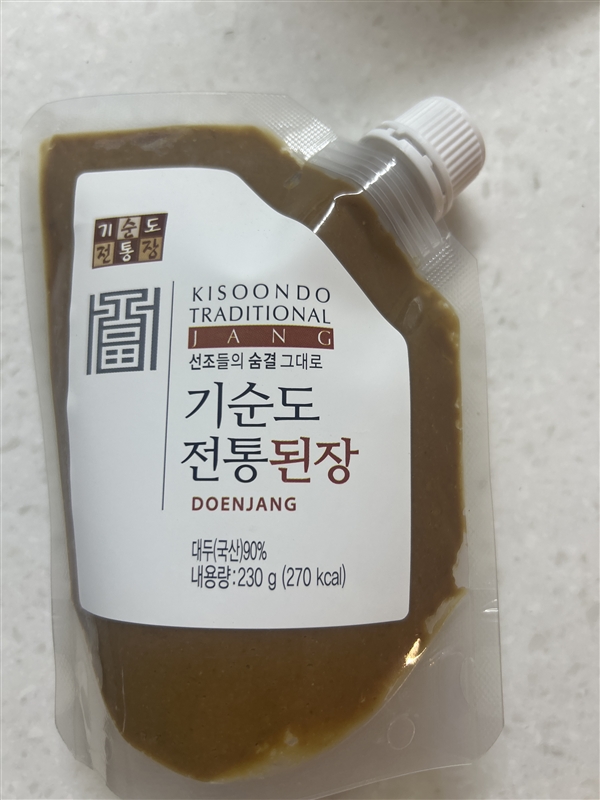 기순도
전통장
KISOONDO
TRADITIONAL
JANG
선조들의 숨결 그대로
기순도
전통된장
DOENJANG
대두(국산)90%
내용량:230 g (270 kcal)